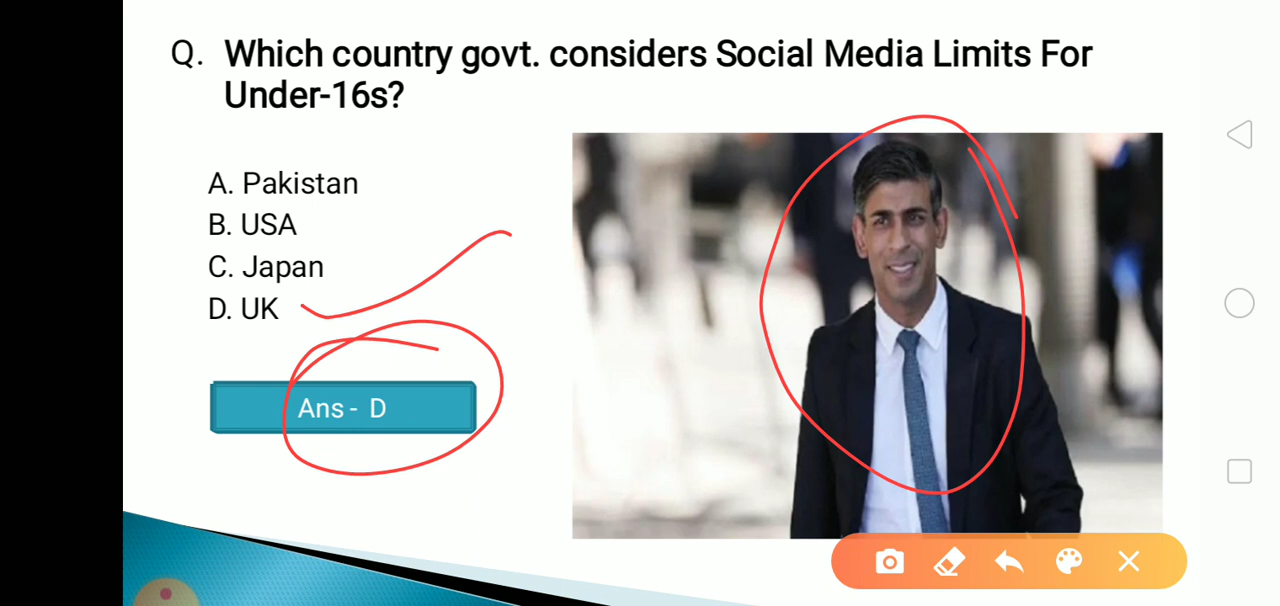 Q. Which country govt. considers Social Media Limits For
Under-16s?
A. Pakistan
B. USA
C. Japan
D. UK
Ans - D